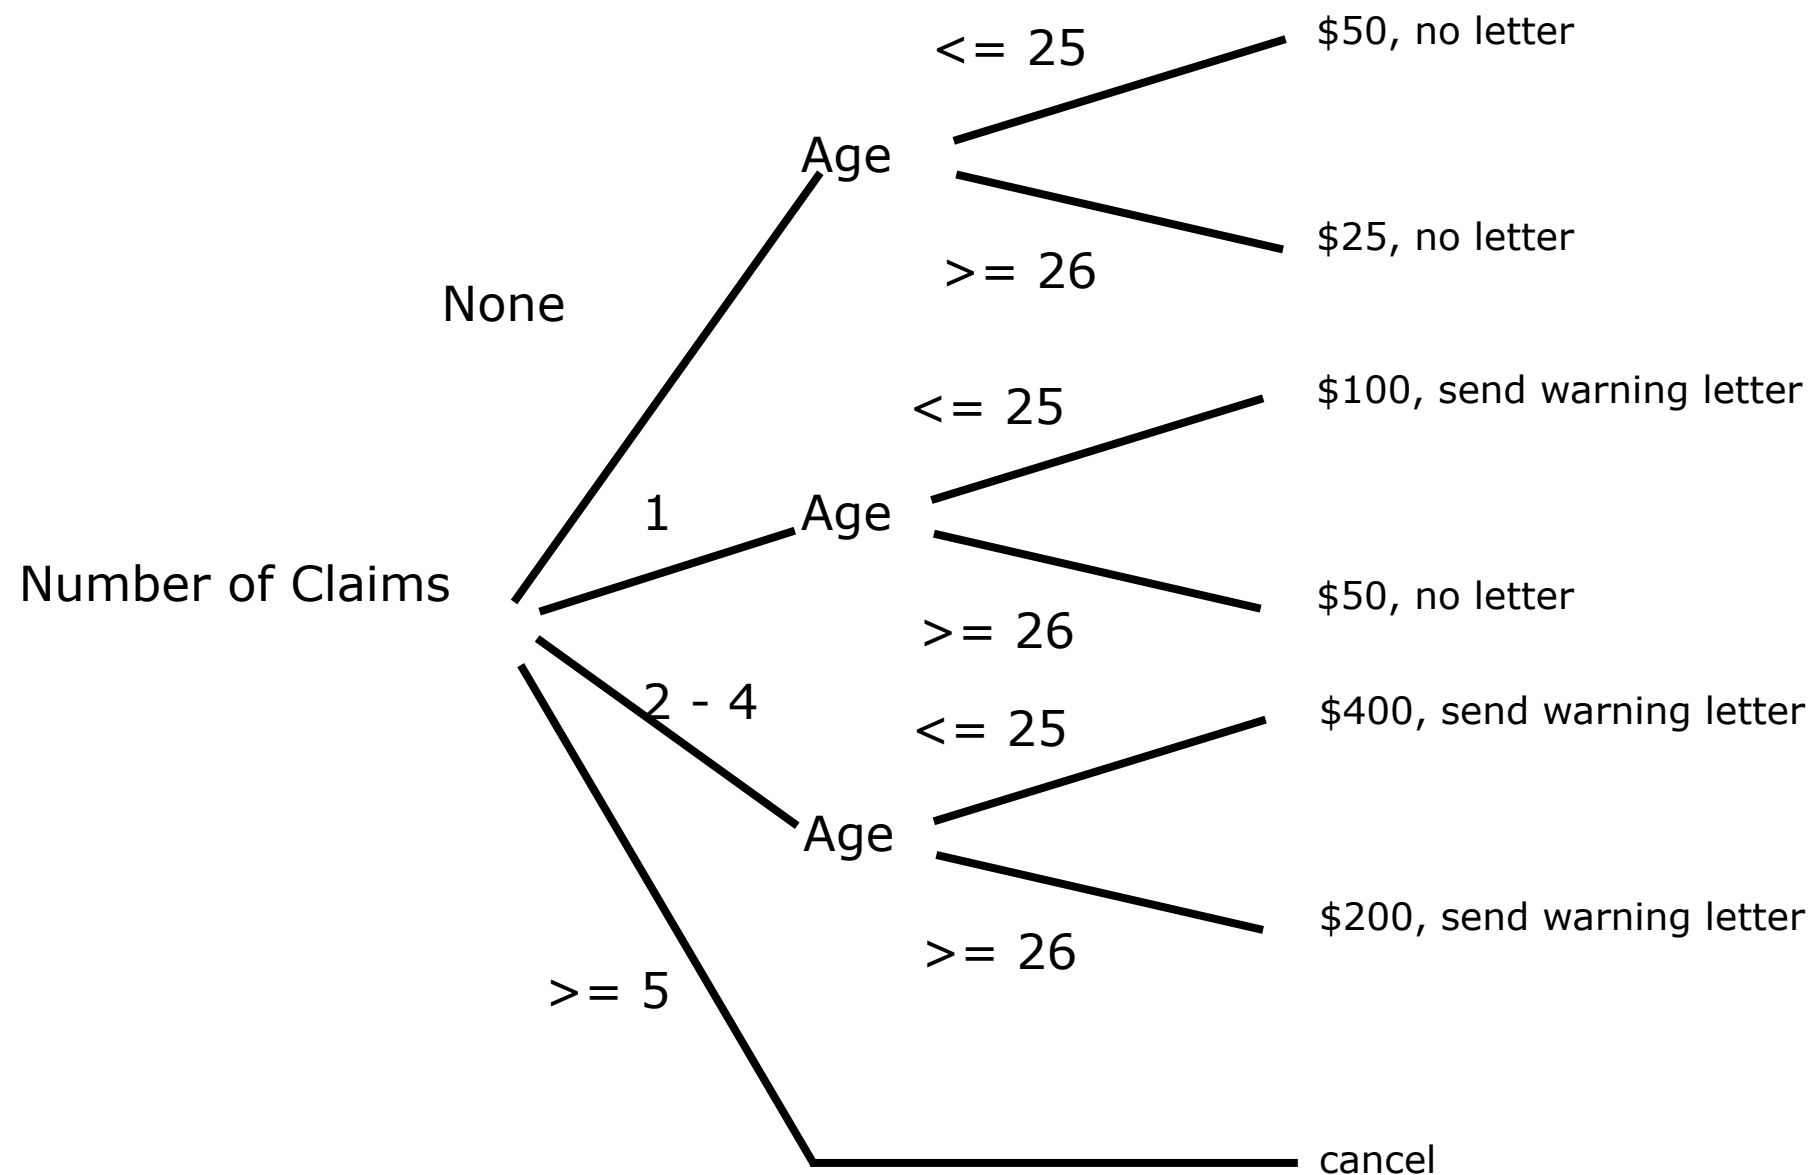 <= 25
$50, no letter
Age
$25, no letter
>= 26
None
<= 25
$100, send warning letter
1
Age
Number of Claims
$50, no letter
>= 26
2 - 4
<= 25
$400, send warning letter
Age
$200, send warning letter
>= 26
>= 5
cancel